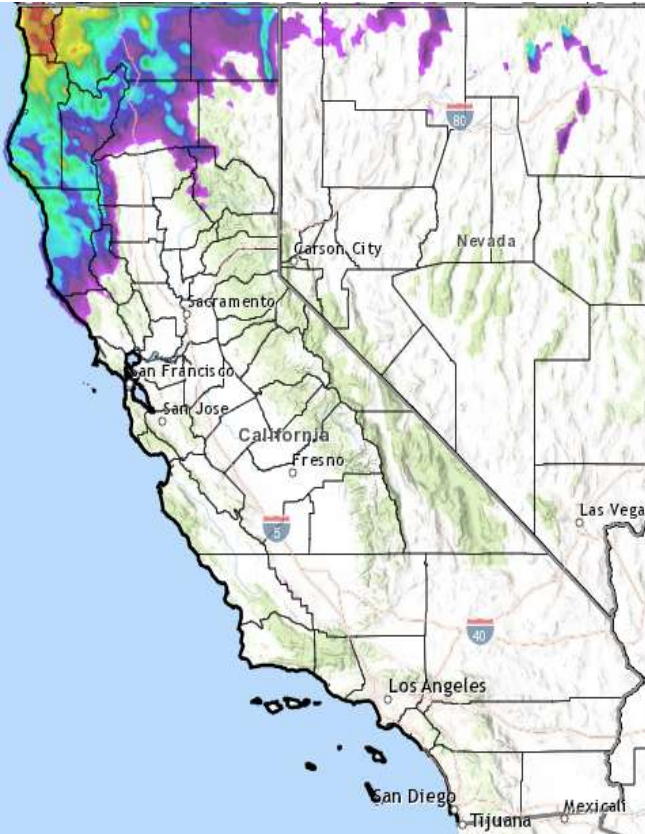 80
Carson City
Nevada
Sacramento
San Francisco
San Jose
California
Fresno
Las Vega
5
40
Los Angeles
San Diego
Tijuana
Mexicali